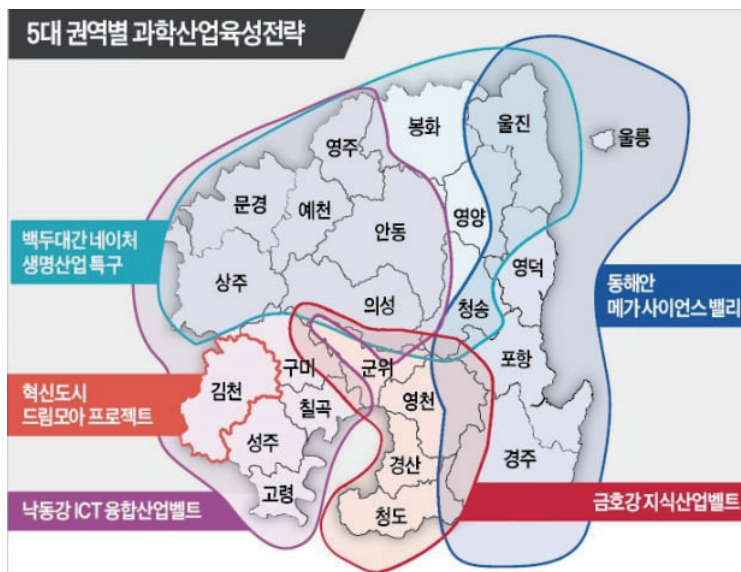 5대 권역별 과학산업육성전략
봉화
울진
울릉
영주
문경
예천
안동
영양
백두대간 네이처
생명산업 특구
상주
의성
청송
영덕
동해안
메가 사이언스 밸리
구미
군위
포항
혁신도시
드림모아 프로젝트
김천
칠곡
영천
성주
경산
경주
고령
청도
낙동강 ICT 융합산업벨트
금호강 지식산업벨트